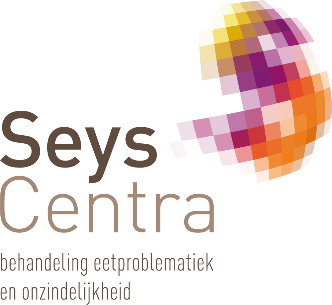 Seys
Centra
behandeling eetproblematiek
en onzindelijkheid